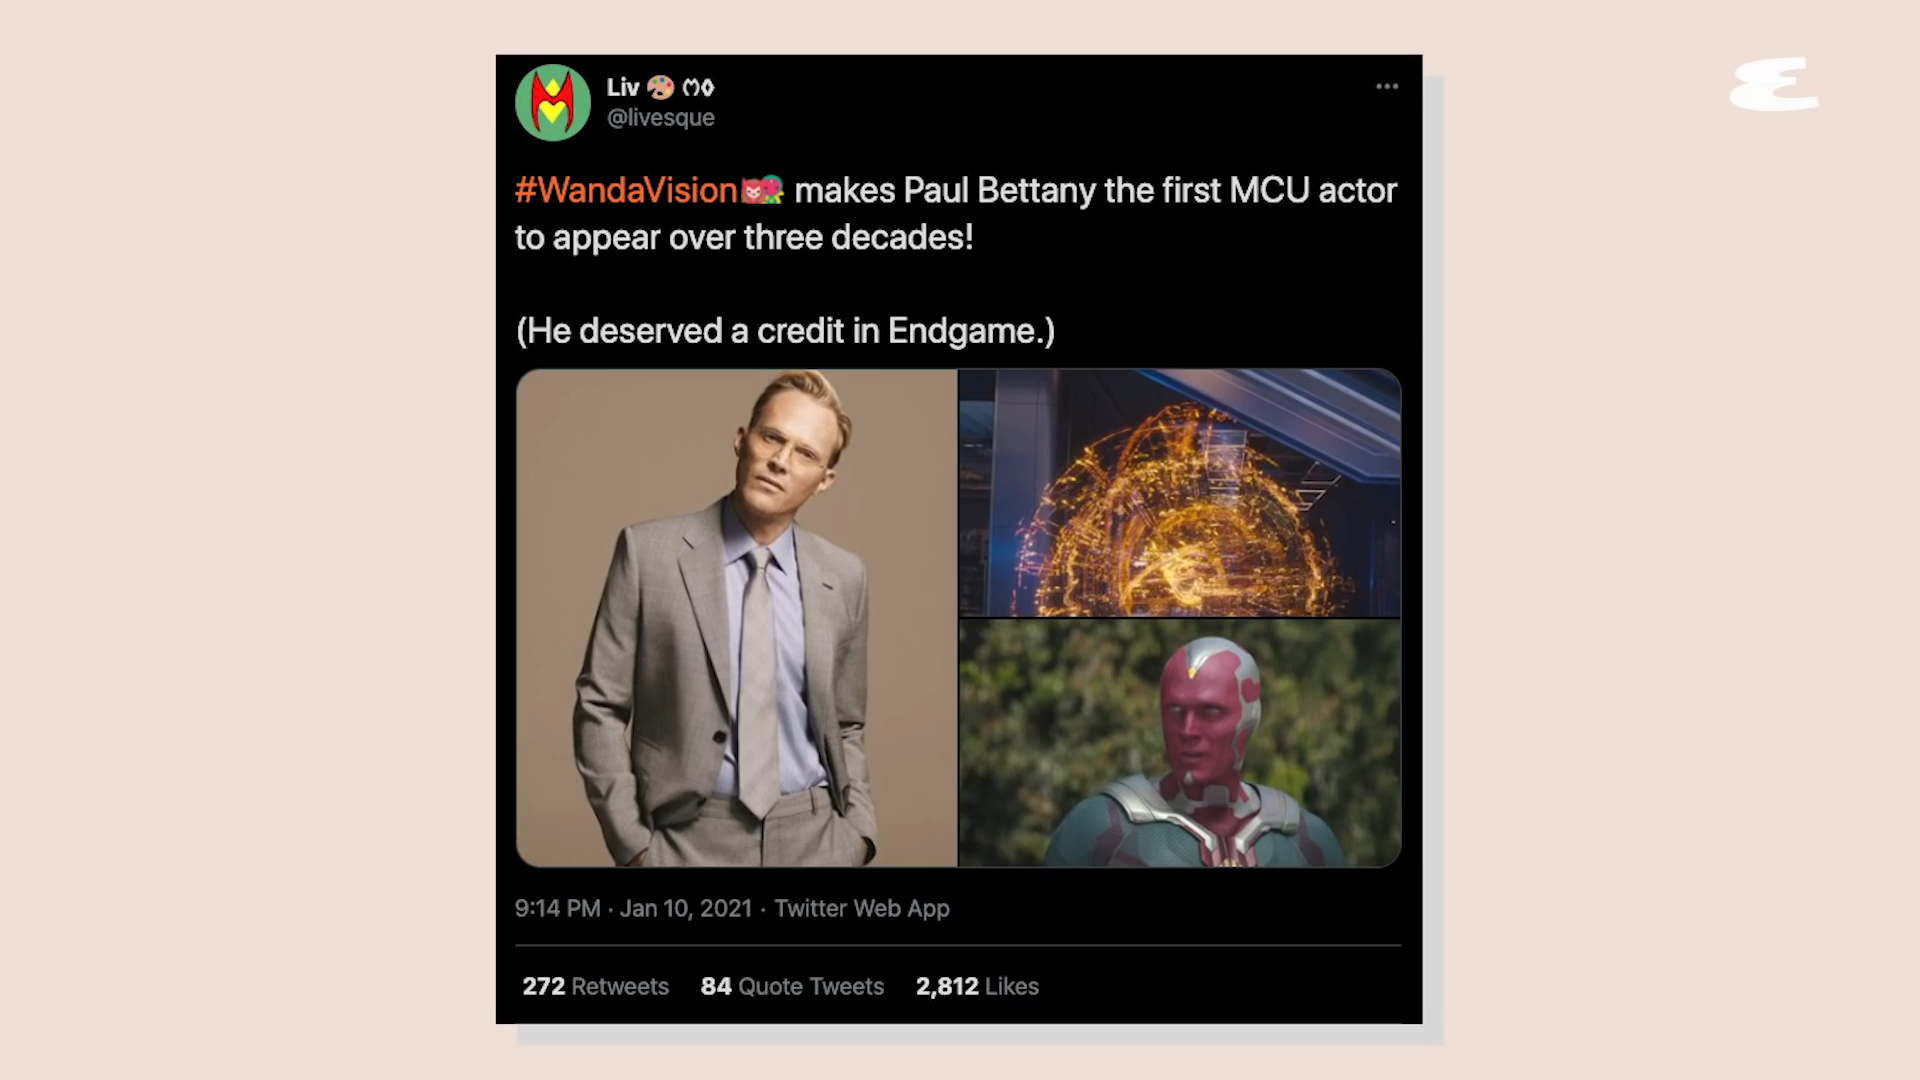 Liv 🎨 ෆ◊
@livesque
#WandaVision makes Paul Bettany the first MCU actor
to appear over three decades!
(He deserved a credit in Endgame.)
9:14 PM · Jan 10, 2021 · Twitter Web App
272 Retweets 84 Quote Tweets 2,812 Likes